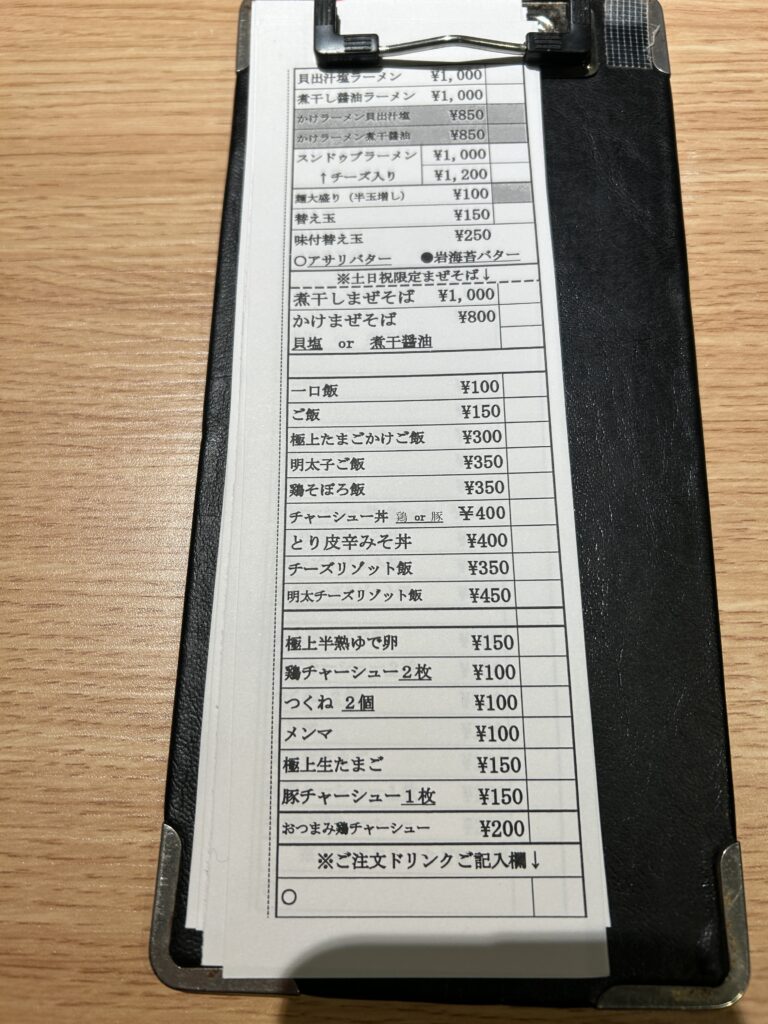 貝出汁塩ラーメン ¥1,000
煮干し醤油ラーメン ¥1,000
かけラーメン貝出汁塩 ¥850
かけラーメン煮干醤油 ¥850
スンドゥブラーメン ¥1,000
↑チーズ入り ¥1,200
麺大盛り（半玉増し） ¥100
替え玉 ¥150
味付替え玉 ¥250
○アサリバター ●岩海苔バター
※土日祝限定まぜそば↓
煮干しまぜそば ¥1,000
かけまぜそば ¥800
貝塩 or 煮干醤油
一口飯 ¥100
ご飯 ¥150
極上たまごかけご飯 ¥300
明太子ご飯 ¥350
鶏そぼろ飯 ¥350
チャーシュー丼 鶏 or 豚 ¥400
とり皮辛みそ丼 ¥400
チーズリゾット飯 ¥350
明太チーズリゾット飯 ¥450
極上半熟ゆで卵 ¥150
鶏チャーシュー２枚 ¥100
つくね ２個 ¥100
メンマ ¥100
極上生たまご ¥150
豚チャーシュー１枚 ¥150
おつまみ鶏チャーシュー ¥200
※ご注文ドリンクご記入欄↓
○